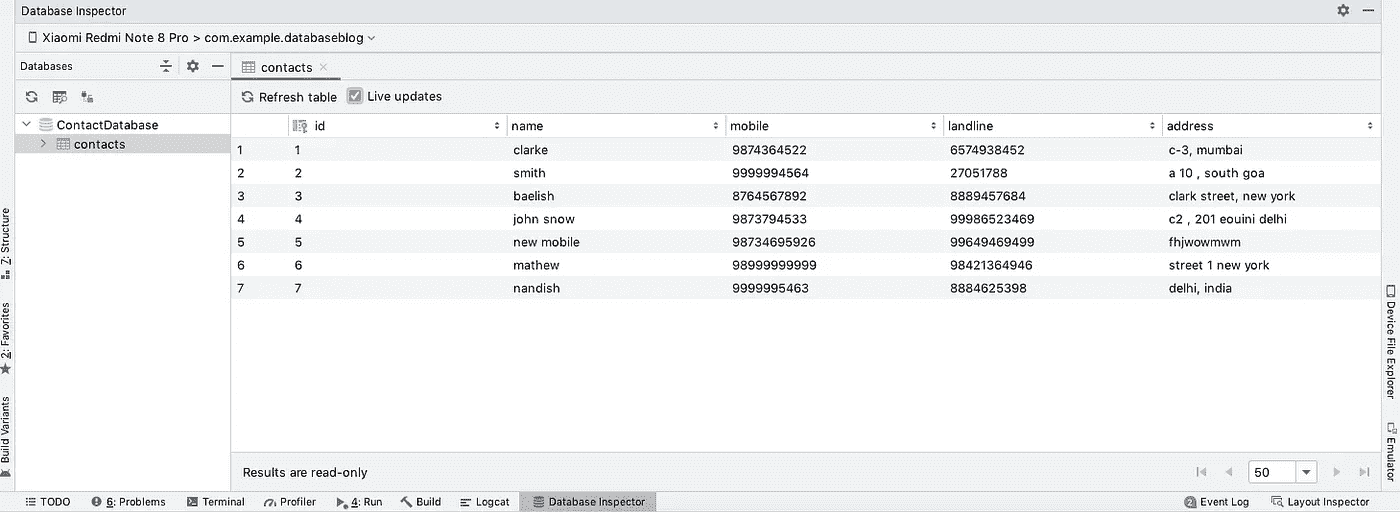 Database Inspector
Xiaomi Redmi Note 8 Pro > com.example.databaseblog
Databases
contacts
Refresh table Live updates
ContactDatabase
contacts
id name mobile landline address
1 1 clarke 9874364522 6574938452 c-3, mumbai
2 2 smith 9999994564 27051788 a 10 , south goa
3 3 baelish 8764567892 8889457684 clark street, new york
4 4 john snow 9873794533 99986523469 c2 , 201 eouini delhi
5 5 new mobile 98734695926 99649469499 fhjwowmwm
6 6 mathew 98999999999 98421364946 street 1 new york
7 7 nandish 9999995463 8884625398 delhi, india
Results are read-only
50
7: Structure
2: Favorites
Build Variants
Device File Explorer
Emulator
TODO 6: Problems Terminal Profiler 4: Run Build Logcat Database Inspector 2 Event Log Layout Inspector